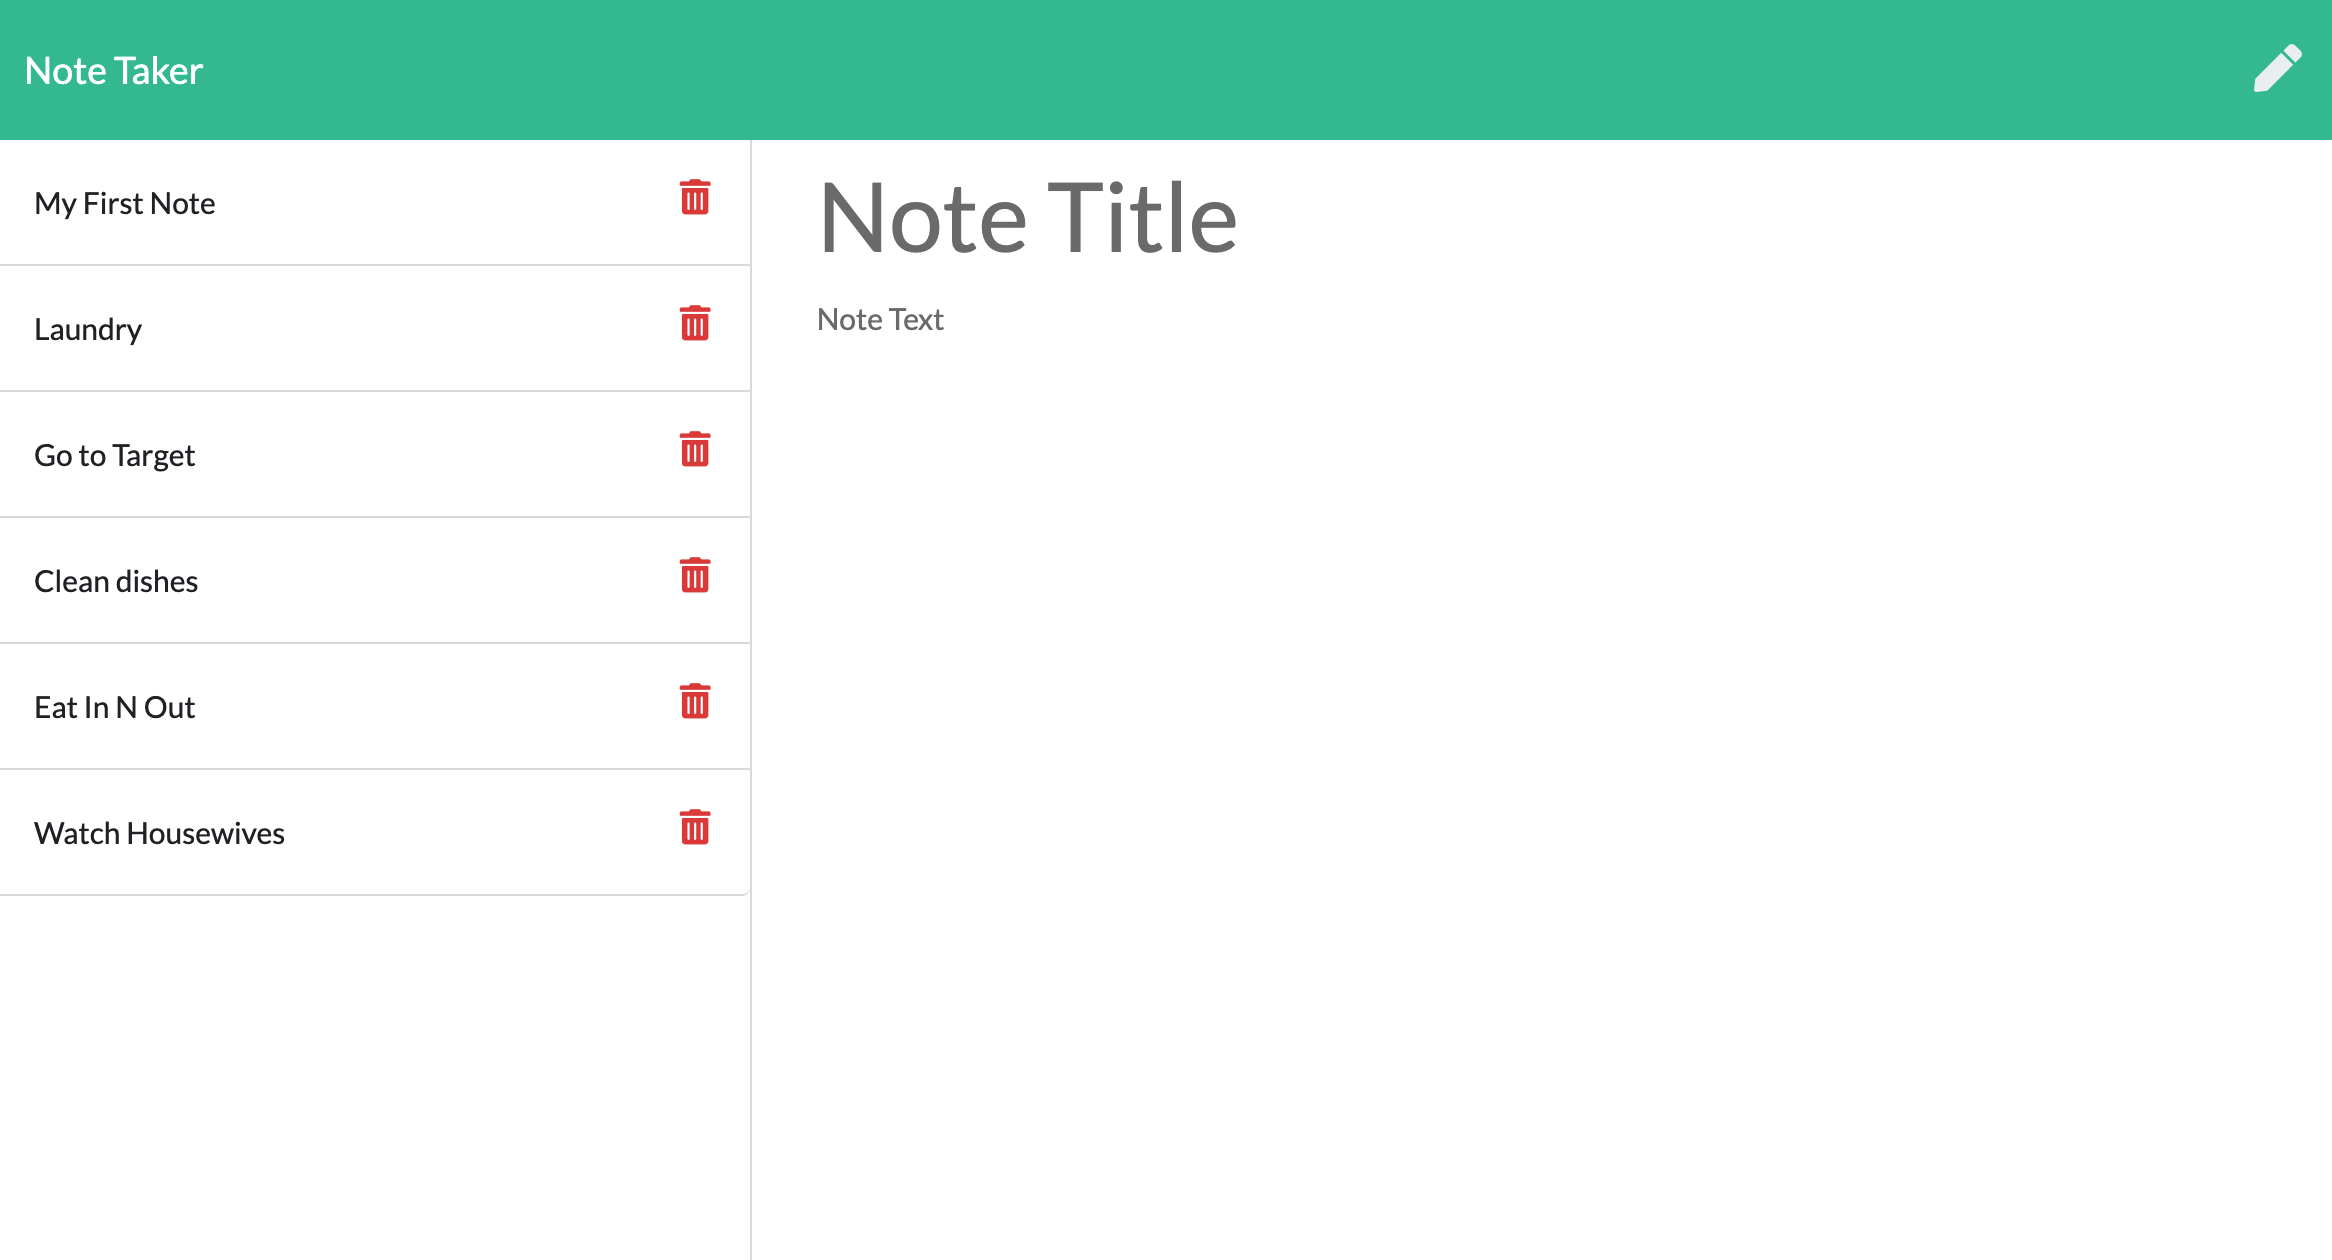 Note Taker
My First Note
Laundry
Go to Target
Clean dishes
Eat In N Out
Watch Housewives
Note Title
Note Text